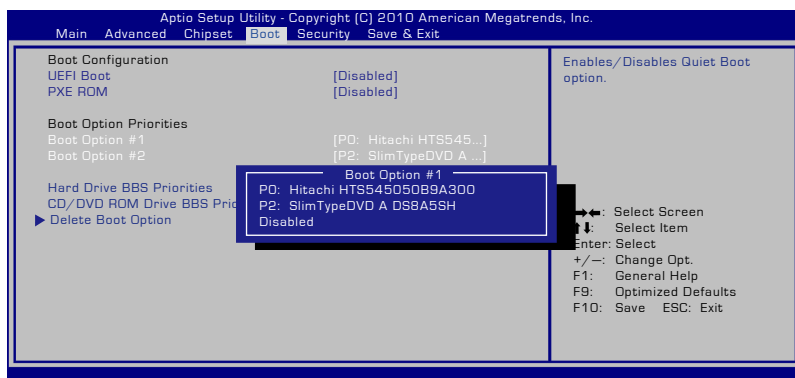 Aptio Setup Utility - Copyright (C) 2010 American Megatrends, Inc.
Main Advanced Chipset Boot Security Save & Exit
Boot Configuration
UEFI Boot [Disabled]
PXE ROM [Disabled]
Boot Option Priorities
Boot Option #1 [P0: Hitachi HTS545...]
Boot Option #2 [P2: SlimTypeDVD A ...]
Hard Drive BBS Priorities
CD/DVD ROM Drive BBS Prio
Delete Boot Option
Boot Option #1
P0: Hitachi HTS545050B9A300
P2: SlimTypeDVD A DS8A5SH
Disabled
Enables/Disables Quiet Boot
option.
→←: Select Screen
↑↓: Select Item
Enter: Select
+/—: Change Opt.
F1: General Help
F9: Optimized Defaults
F10: Save ESC: Exit